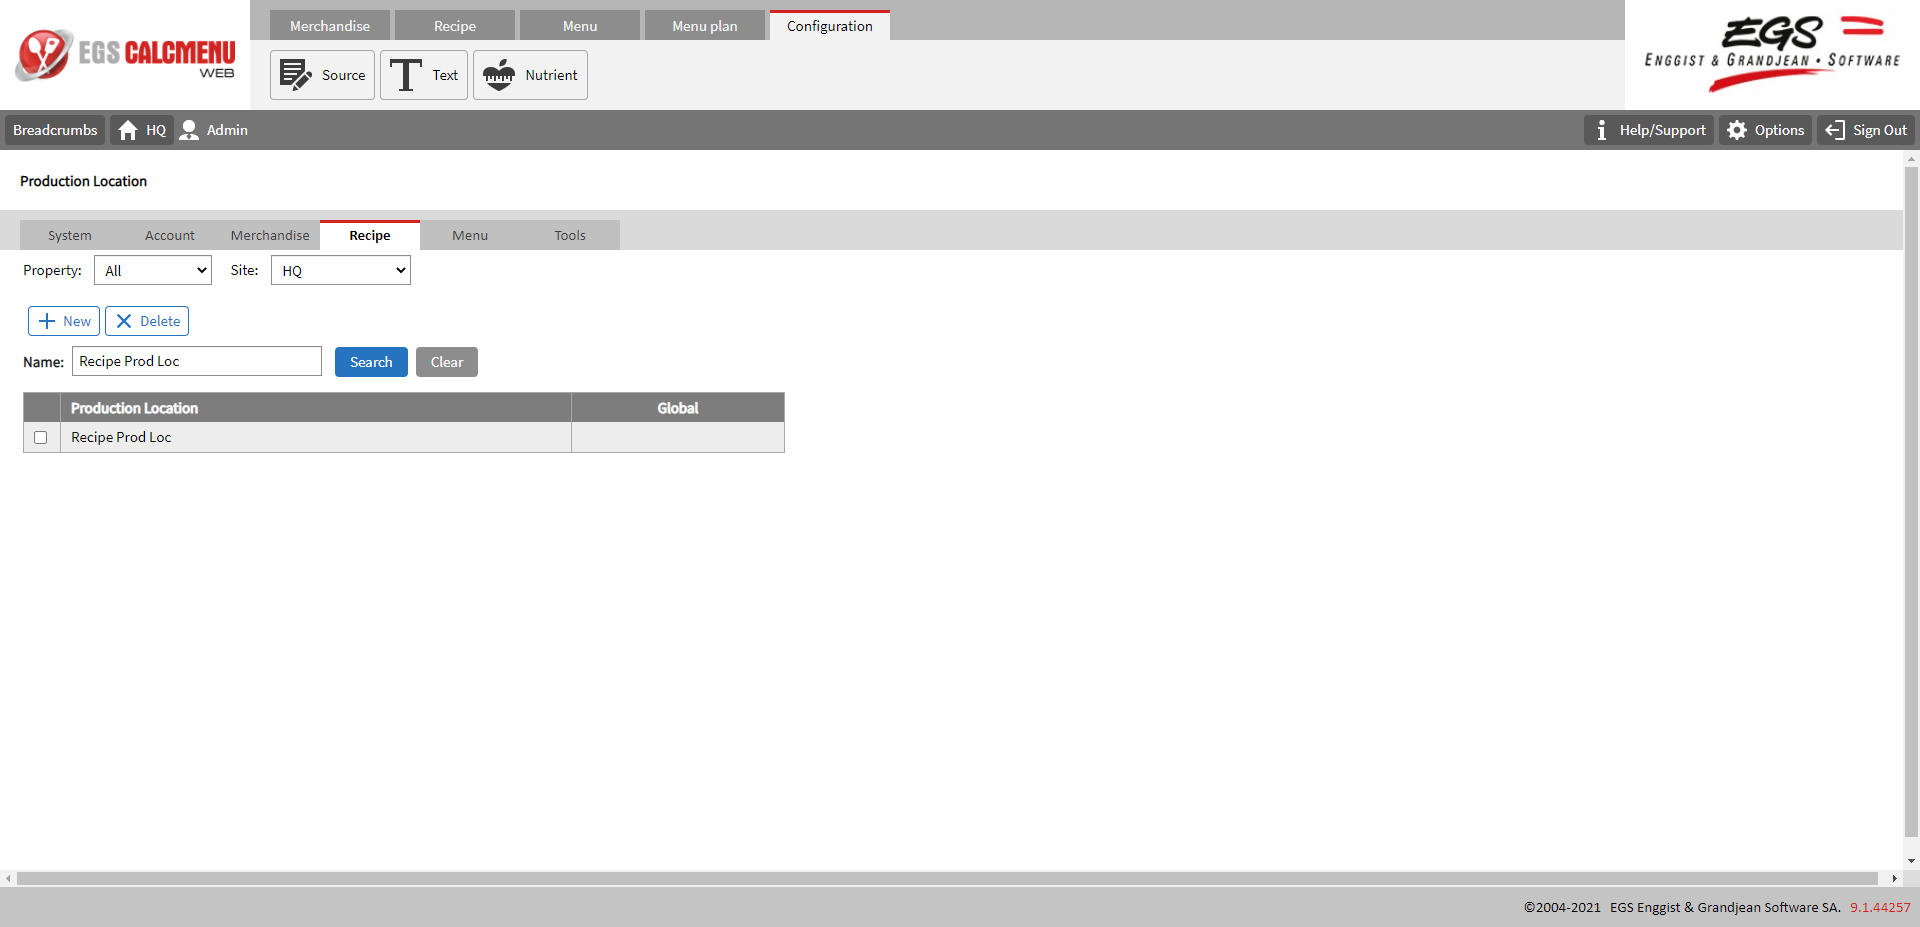 EGS CALCMENU
WEB
Merchandise Recipe Menu Menu plan Configuration
Source Text Nutrient
EGS
ENGGIST & GRANDJEAN • SOFTWARE
Breadcrumbs HQ Admin Help/Support Options Sign Out
Production Location
System Account Merchandise Recipe Menu Tools
Property: All Site: HQ
New Delete
Name: Recipe Prod Loc Search Clear
Production Location Global
Recipe Prod Loc
©2004-2021 EGS Enggist & Grandjean Software SA. 9.1.44257